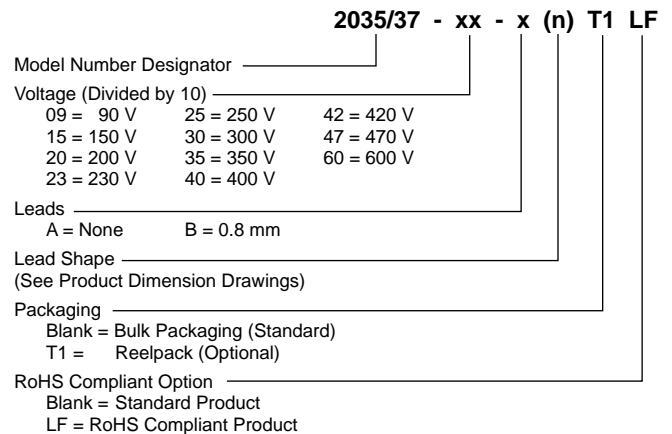 2035/37 - xx - x (n) T1 LF
Model Number Designator
Voltage (Divided by 10)
09 = 90 V 25 = 250 V 42 = 420 V
15 = 150 V 30 = 300 V 47 = 470 V
20 = 200 V 35 = 350 V 60 = 600 V
23 = 230 V 40 = 400 V
Leads
A = None B = 0.8 mm
Lead Shape
(See Product Dimension Drawings)
Packaging
Blank = Bulk Packaging (Standard)
T1 = Reelpack (Optional)
RoHS Compliant Option
Blank = Standard Product
LF = RoHS Compliant Product